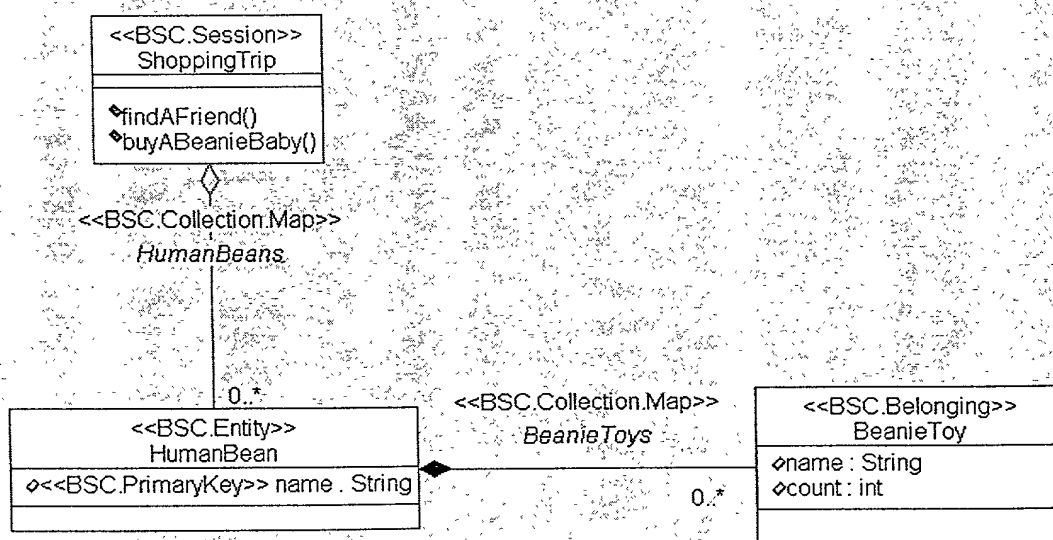 <<BSC.Session>>
ShoppingTrip
findAFriend()
buyABeanieBaby()
<<BSC.Collection.Map>>
HumanBeans
0..*
<<BSC.Entity>>
HumanBean
<<BSC.PrimaryKey>> name : String
<<BSC.Collection.Map>>
BeanieToys
0..*
<<BSC.Belonging>>
BeanieToy
name : String
count : int